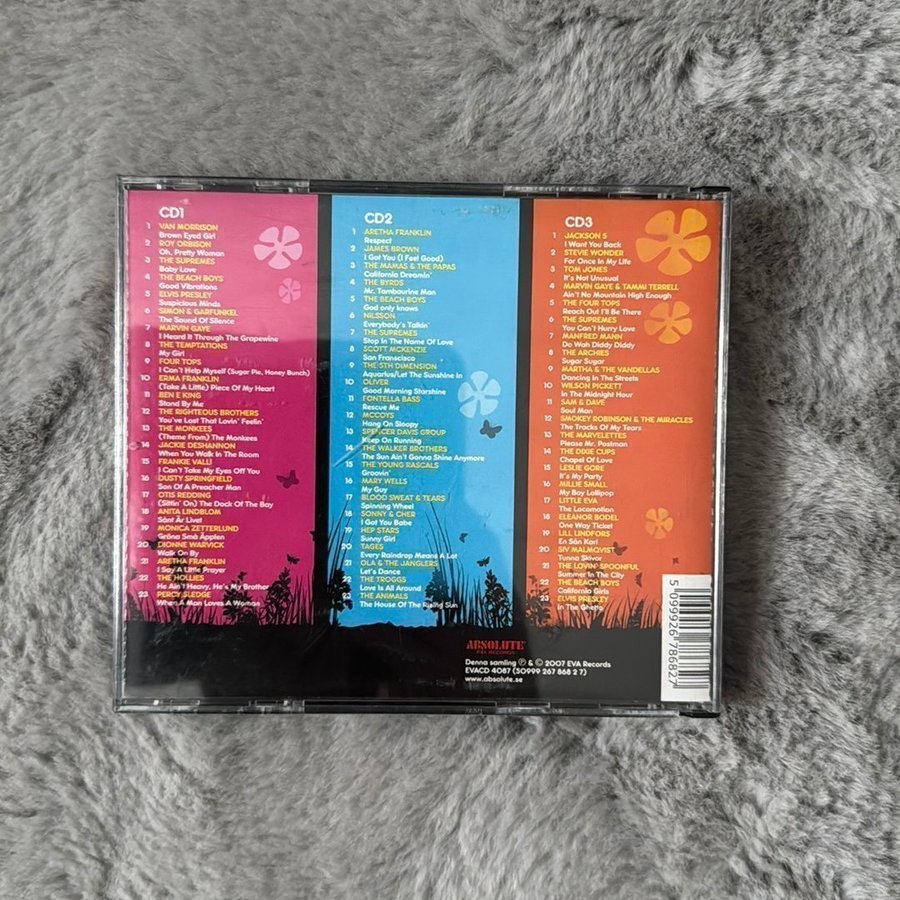 CD1
1 VAN MORRISON
Brown Eyed Girl
2 ROY ORBISON
Oh, Pretty Woman
3 THE SUPREMES
Baby Love
4 THE BEACH BOYS
Good Vibrations
5 ELVIS PRESLEY
Suspicious Minds
6 SIMON & GARFUNKEL
The Sound Of Silence
7 MARVIN GAYE
I Heard It Through The Grapewine
8 THE TEMPTATIONS
My Girl
9 FOUR TOPS
I Can't Help Myself (Sugar Pie, Honey Bunch)
10 ERMA FRANKLIN
(Take A Little) Piece Of My Heart
11 BEN E KING
Stand By Me
12 THE RIGHTEOUS BROTHERS
You've Lost That Lovin' Feelin'
13 THE MONKEES
(Theme From) The Monkees
14 JACKIE DESHANNON
When You Walk In The Room
15 FRANKIE VALLI
I Can't Take My Eyes Off You
16 DUSTY SPRINGFIELD
Son Of A Preacher Man
17 OTIS REDDING
(Sittin' On) The Dock Of The Bay
18 ANITA LINDBLOM
Sånt Är Livet
19 MONICA ZETTERLUND
Gröna Små Äpplen
20 DIONNE WARVICK
Walk On By
21 ARETHA FRANKLIN
I Say A Little Prayer
22 THE HOLLIES
He Ain't Heavy, He's My Brother
23 PERCY SLEDGE
When A Man Loves A Woman
CD2
1 ARETHA FRANKLIN
Respect
2 JAMES BROWN
I Got You (I Feel Good)
3 THE MAMAS & THE PAPAS
California Dreamin'
4 THE BYRDS
Mr. Tambourine Man
5 THE BEACH BOYS
God only knows
6 NILSSON
Everybody's Talkin'
7 THE SUPREMES
Stop In The Name Of Love
8 SCOTT MCKENZIE
San Franscisco
9 THE 5TH DIMENSION
Aquarius/Let The Sunshine In
10 OLIVER
Good Morning Starshine
11 FONTELLA BASS
Rescue Me
12 MCCOYS
Hang On Sloopy
13 SPENCER DAVIS GROUP
Keep On Running
14 THE WALKER BROTHERS
The Sun Ain't Gonna Shine Anymore
15 THE YOUNG RASCALS
Groovin'
16 MARY WELLS
My Guy
17 BLOOD SWEAT & TEARS
Spinning Wheel
18 SONNY & CHER
I Got You Babe
19 HEP STARS
Sunny Girl
20 TAGES
Every Raindrop Means A Lot
21 OLA & THE JANGLERS
Let's Dance
22 THE TROGGS
Love Is All Around
23 THE ANIMALS
The House Of The Rising Sun
CD3
1 JACKSON 5
I Want You Back
2 STEVIE WONDER
For Once In My Life
3 TOM JONES
It's Not Unusual
4 MARVIN GAYE & TAMMI TERRELL
Ain't No Mountain High Enough
5 THE FOUR TOPS
Reach Out I'll Be There
6 THE SUPREMES
You Can't Hurry Love
7 MANFRED MANN
Do Wah Diddy Diddy
8 THE ARCHIES
Sugar Sugar
9 MARTHA & THE VANDELLAS
Dancing In The Streets
10 WILSON PICKETT
In The Midnight Hour
11 SAM & DAVE
Soul Man
12 SMOKEY ROBINSON & THE MIRACLES
The Tracks Of My Tears
13 THE MARVELETTES
Please Mr. Postman
14 THE DIXIE CUPS
Chapel Of Love
15 LESLIE GORE
It's My Party
16 MILLIE SMALL
My Boy Lollipop
17 LITTLE EVA
The Locomotion
18 ELEANOR BODEL
One Way Ticket
19 LILL LINDFORS
En Sån Karl
20 SIV MALMQVIST
Tunna Skivor
21 THE LOVIN' SPOONFUL
Summer In The City
22 THE BEACH BOYS
California Girls
23 ELVIS PRESLEY
In The Ghetto
ABSOLUTE
EVA RECORDS
Denna samling ℗ & © 2007 EVA Records
EVACD 4087 (50999 267 868 2 7)
www.absolute.se
5 099926 786827